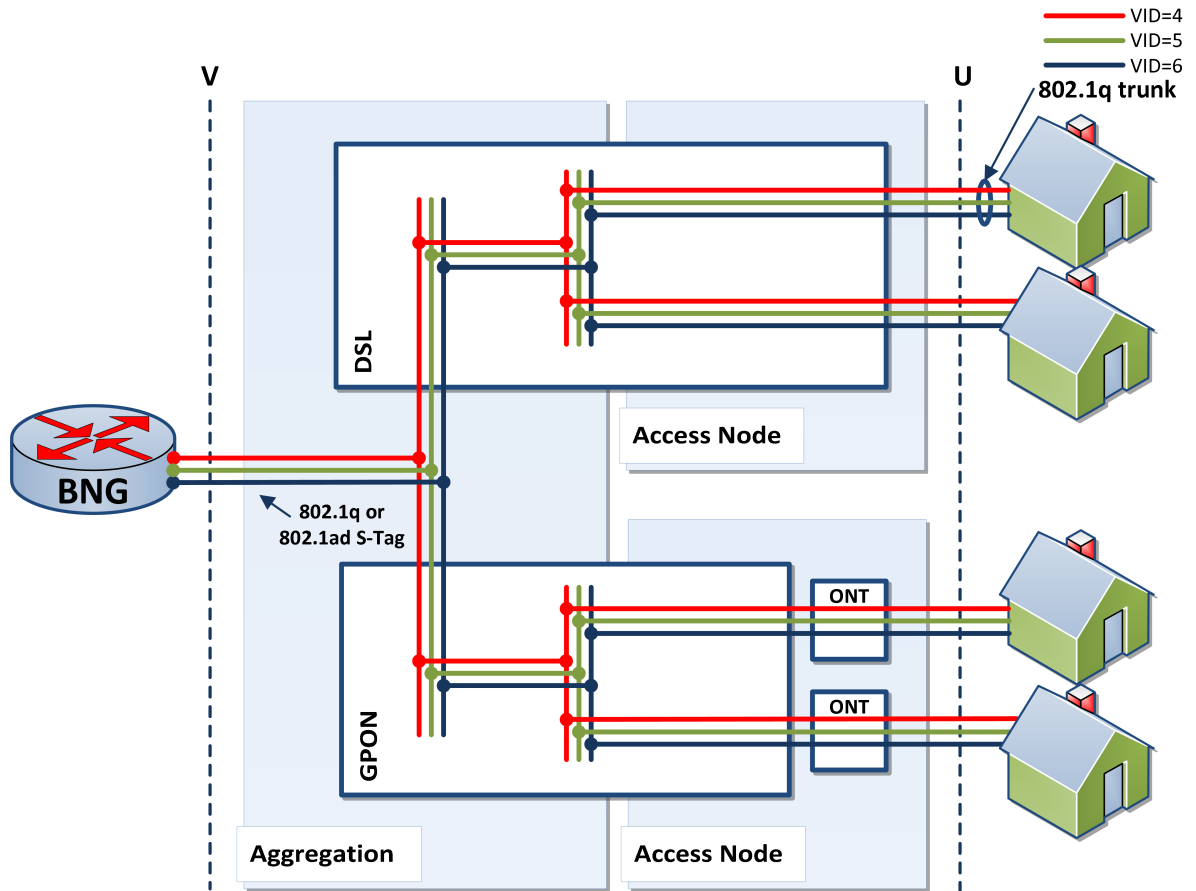 VID=4
VID=5
VID=6
V
U
802.1q trunk
DSL
Access Node
BNG
802.1q or
802.1ad S-Tag
ONT
ONT
GPON
Aggregation
Access Node